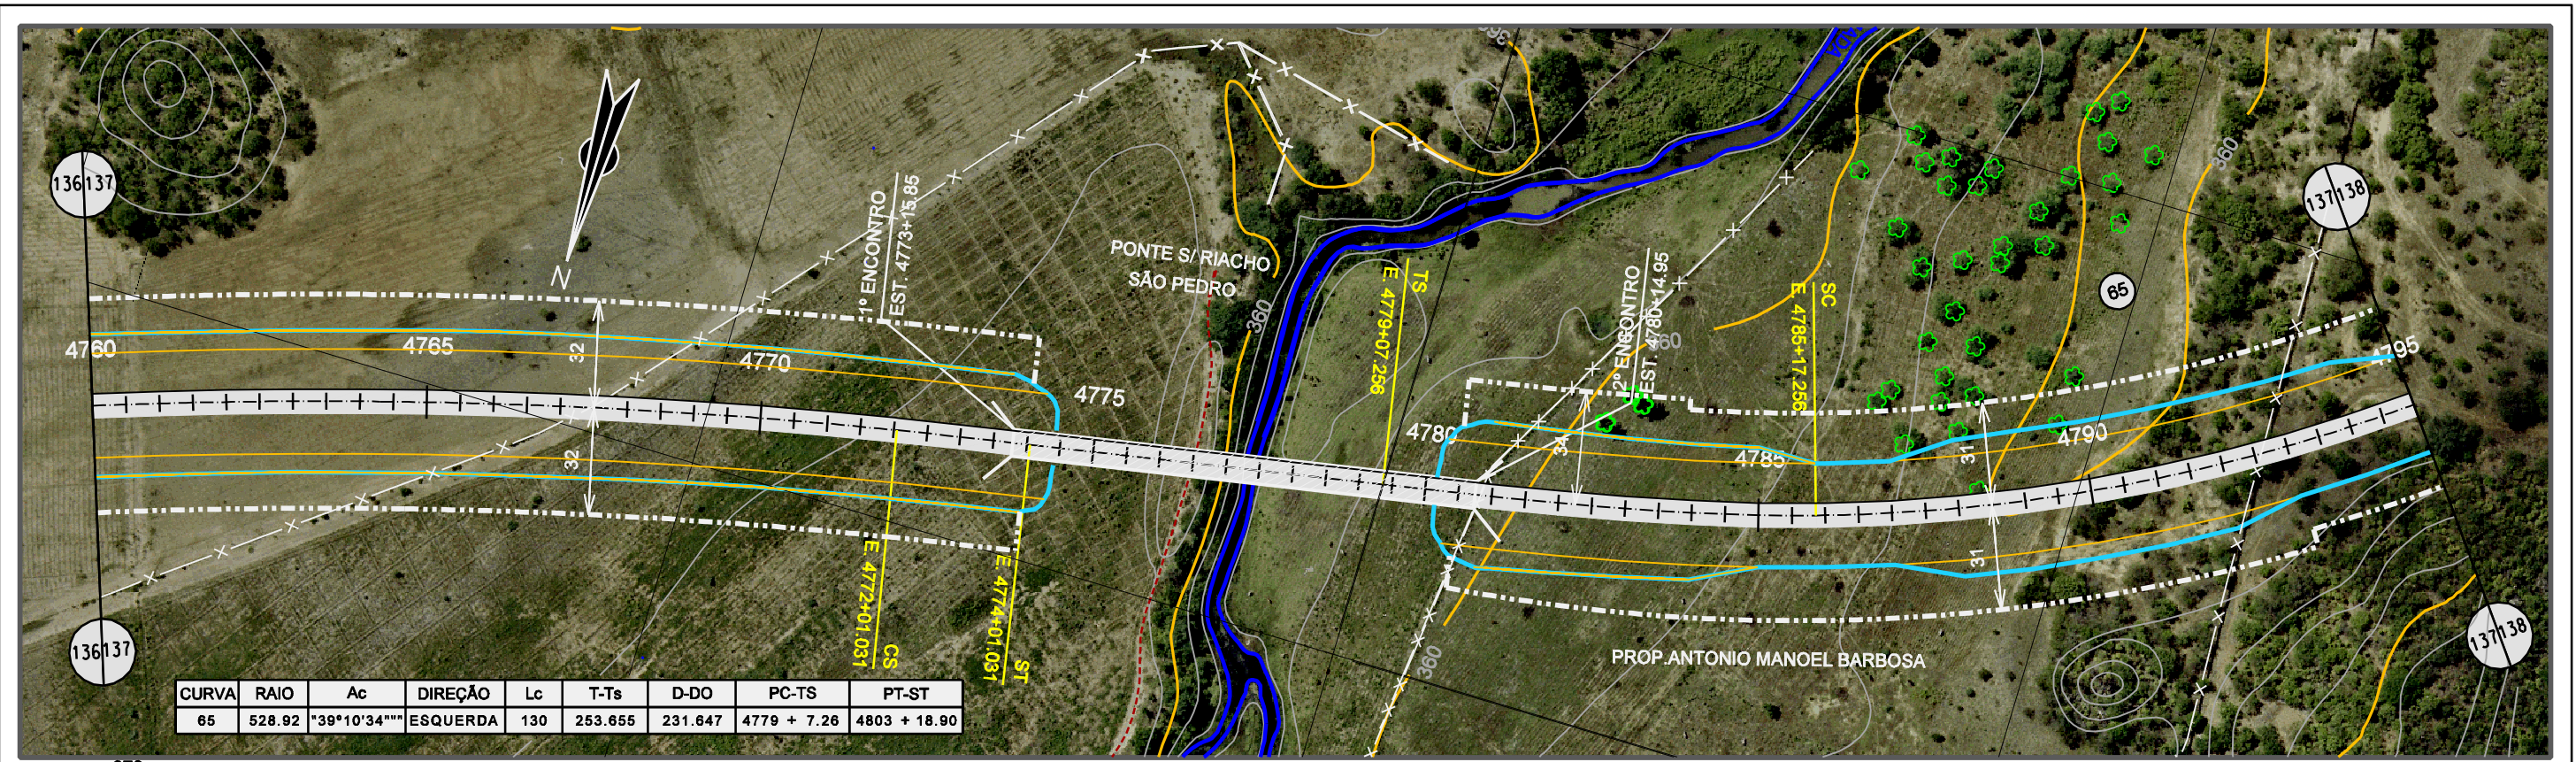 136 137
N
1º ENCONTRO
EST. 4773+15.85
PONTE S/ RIACHO
SÃO PEDRO
360
TS
E. 4779+07.256
2º ENCONTRO
EST. 4780+14.95
360
SC
E. 4785+17.256
65
360
137 138
4760
4765
4770
4775
4780
4785
4790
4795
32
32
34
31
31
E. 4772+01.031
CS
E. 4774+01.031
ST
360
136 137
137 138
PROP.ANTONIO MANOEL BARBOSA
CURVA RAIO Ac DIREÇÃO Lc T-Ts D-DO PC-TS PT-ST
65 528.92 "39°10'34""" ESQUERDA 130 253.655 231.647 4779 + 7.26 4803 + 18.90